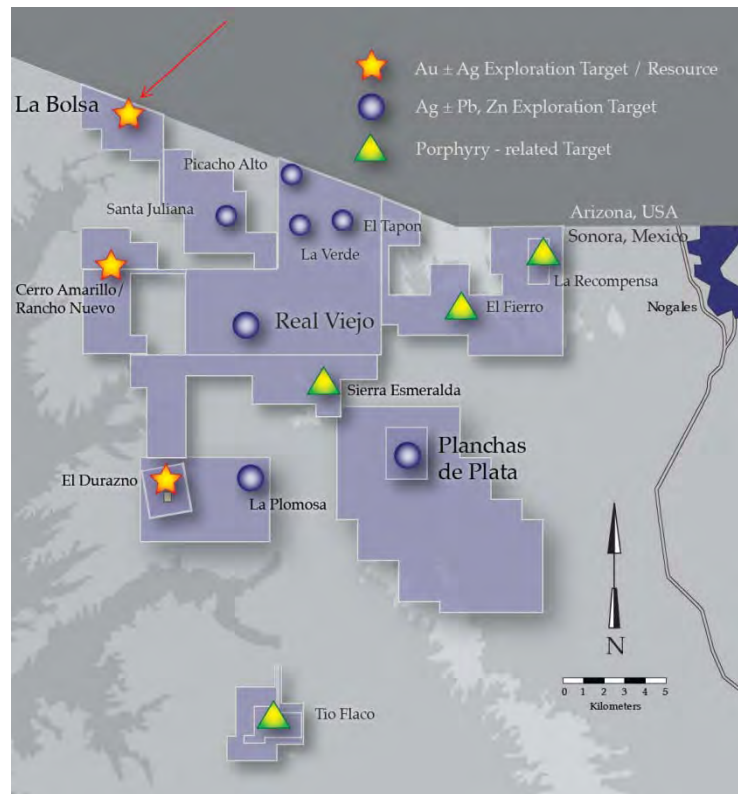 Au ± Ag Exploration Target / Resource
La Bolsa
Ag ± Pb, Zn Exploration Target
Porphyry - related Target
Picacho Alto
Santa Juliana
El Tapon
La Verde
Arizona, USA
Sonora, Mexico
La Recompensa
Cerro Amarillo/
Rancho Nuevo
El Fierro
Nogales
Real Viejo
Sierra Esmeralda
Planchas
de Plata
El Durazno
La Plomosa
N
0 1 2 3 4 5
Kilometers
Tio Flaco